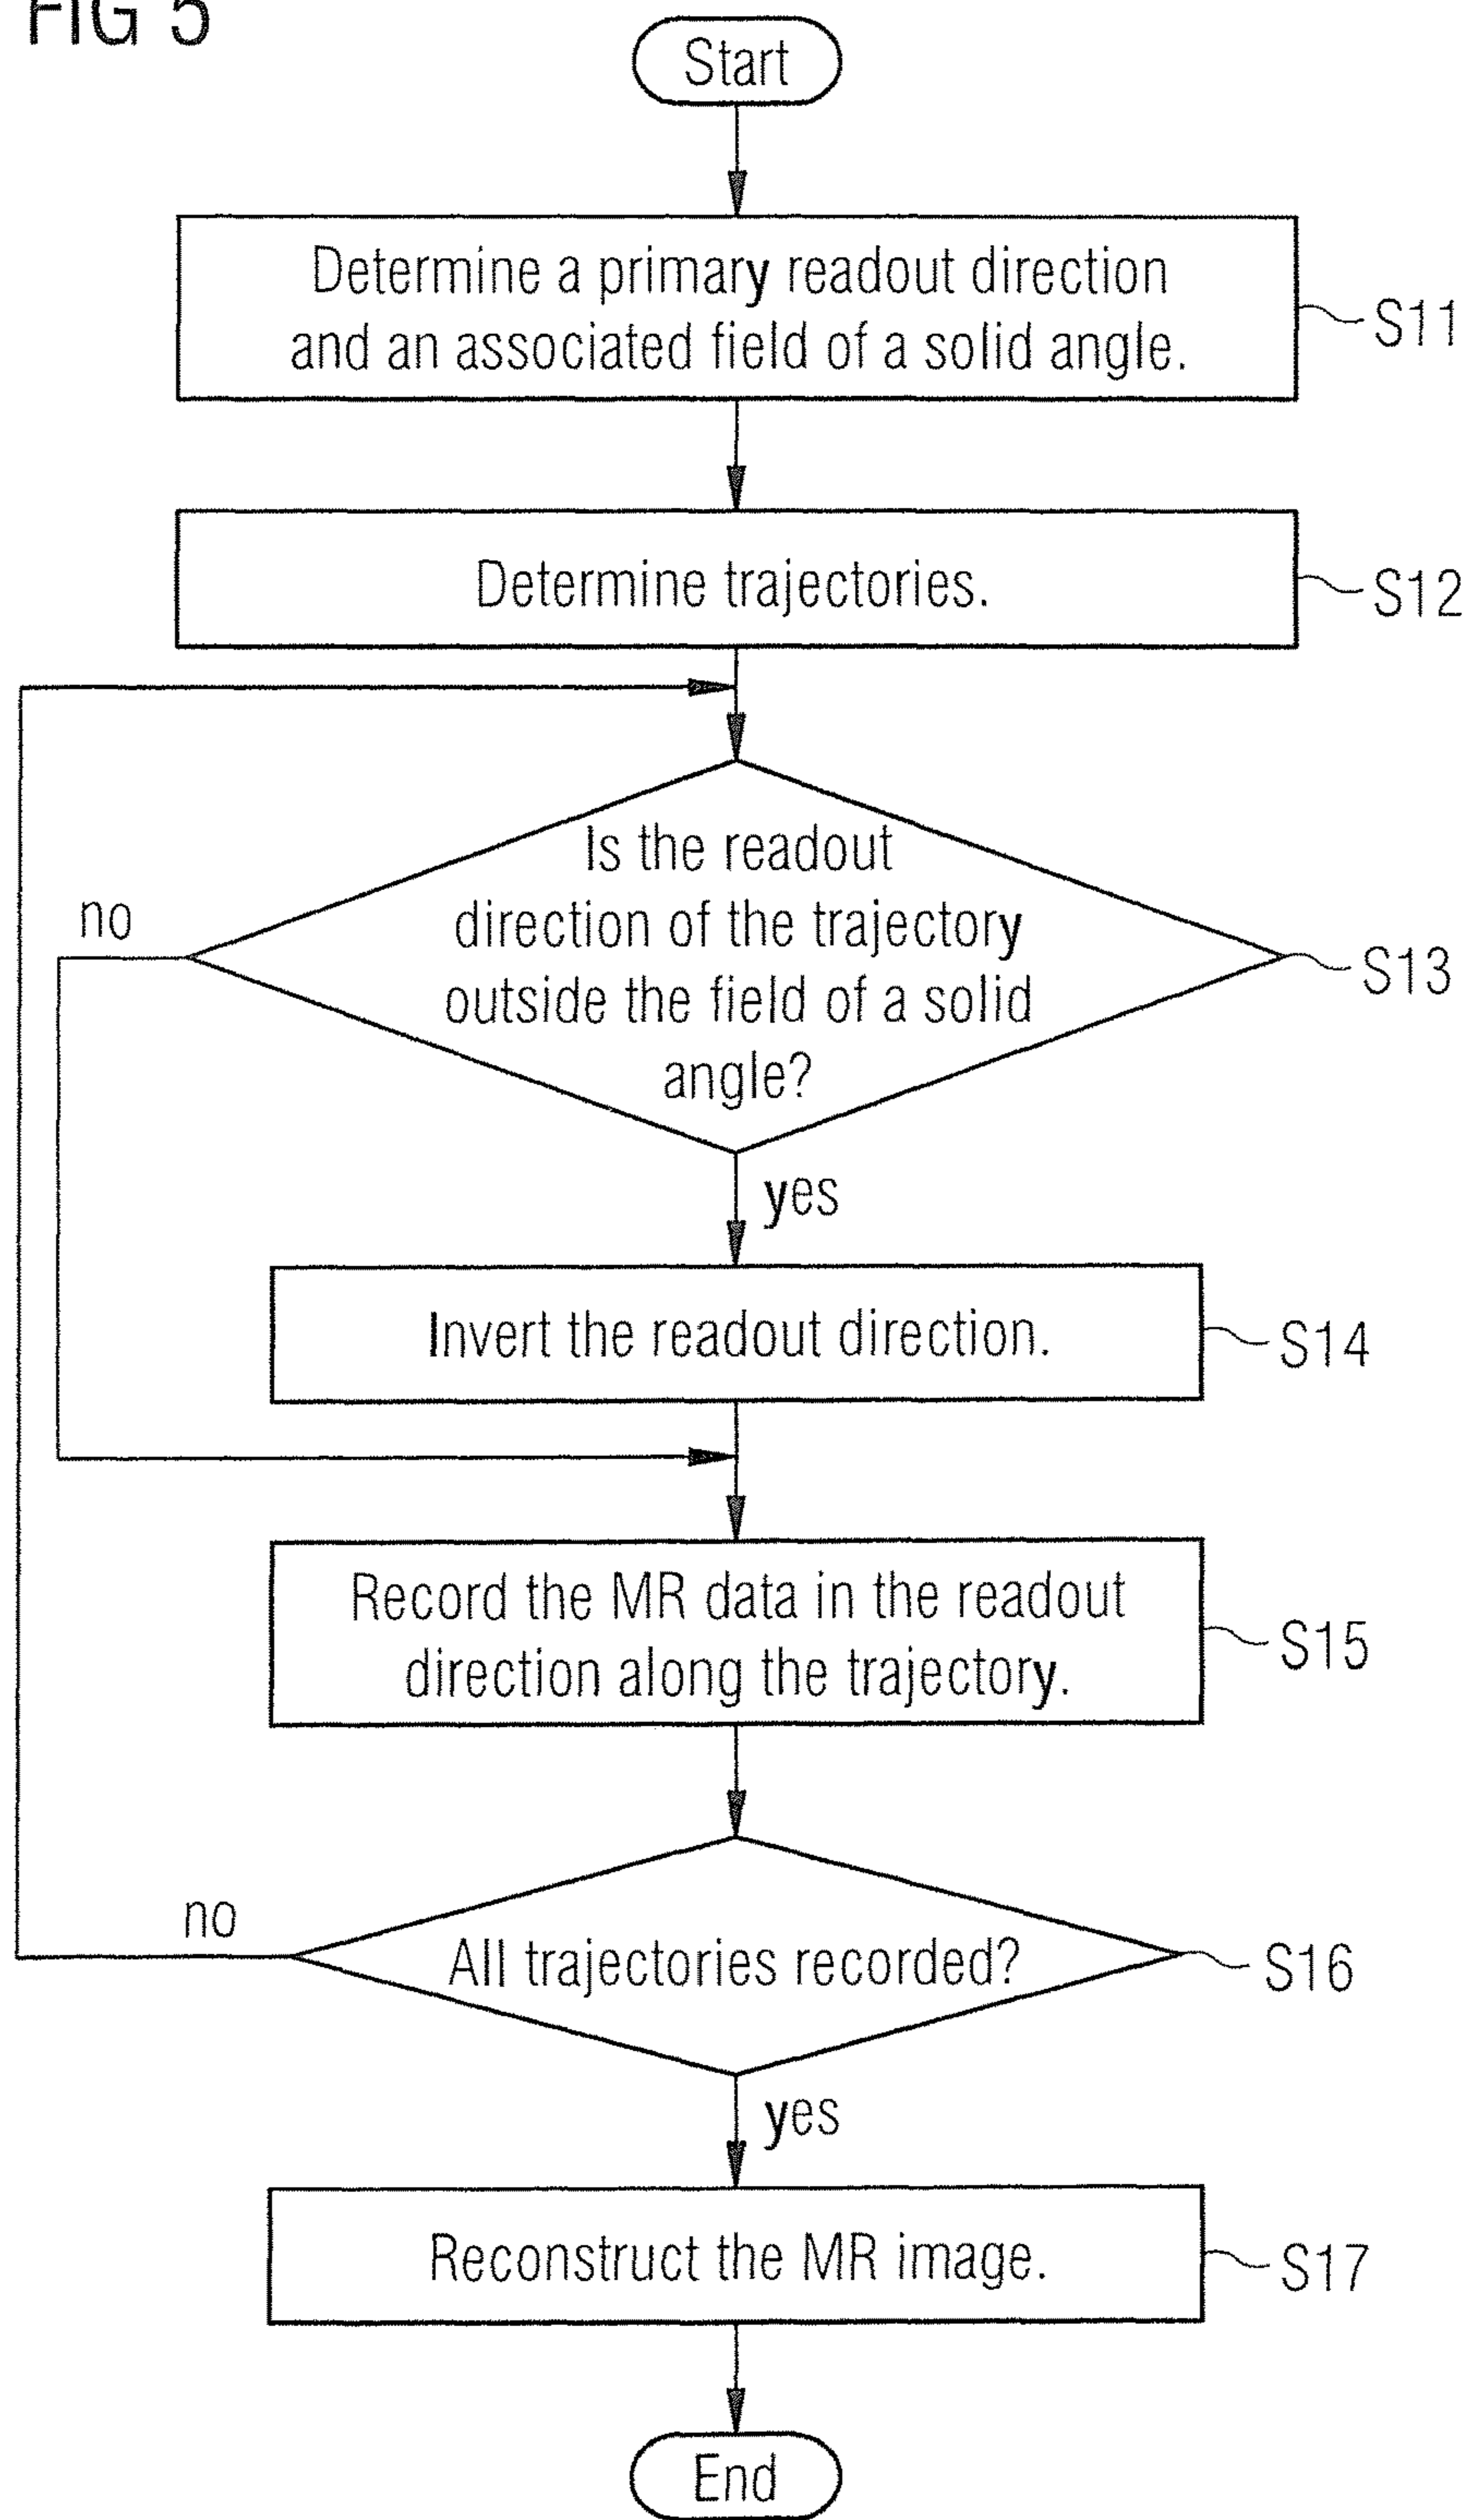 FIG 5
Start
Determine a primary readout direction
and an associated field of a solid angle.
S11
Determine trajectories.
S12
Is the readout
direction of the trajectory
outside the field of a solid
angle?
no
S13
yes
Invert the readout direction.
S14
Record the MR data in the readout
direction along the trajectory.
S15
All trajectories recorded?
no
S16
yes
Reconstruct the MR image.
S17
End